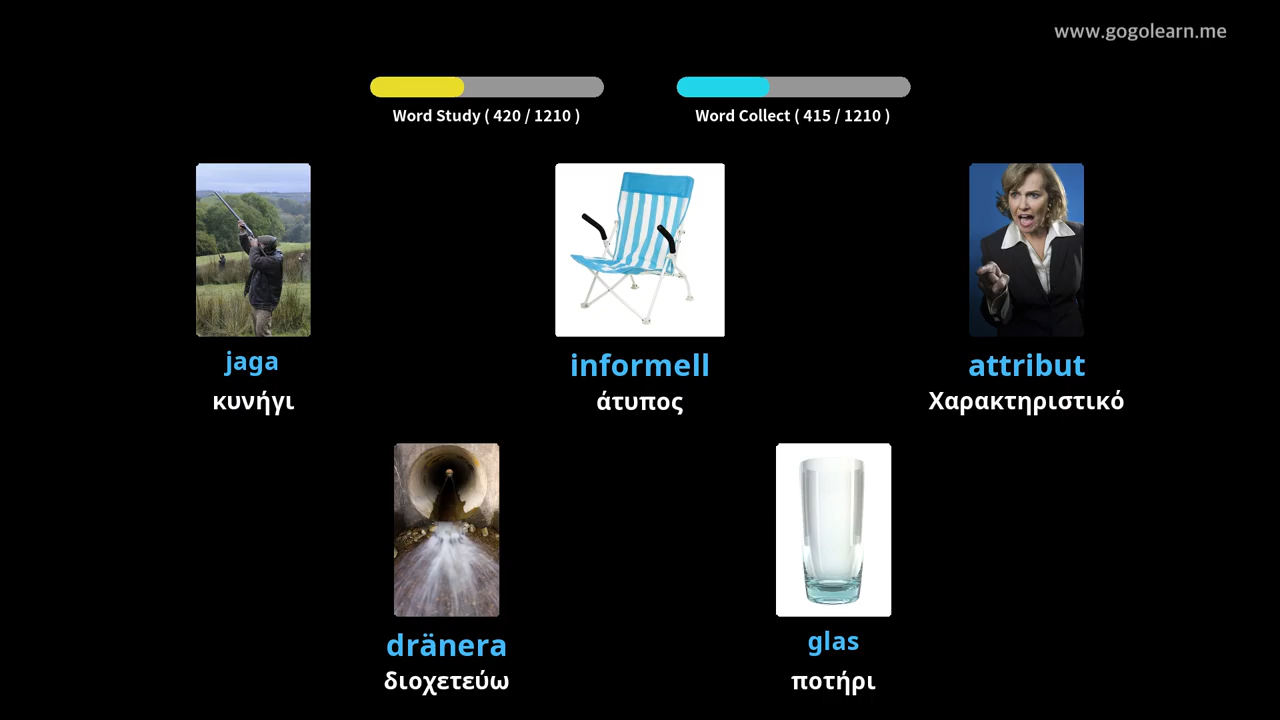 www.gogolearn.me
Word Study ( 420 / 1210 )
Word Collect ( 415 / 1210 )
jaga
κυνήγι
informell
άτυπος
attribut
Χαρακτηριστικό
dränera
διοχετεύω
glas
ποτήρι